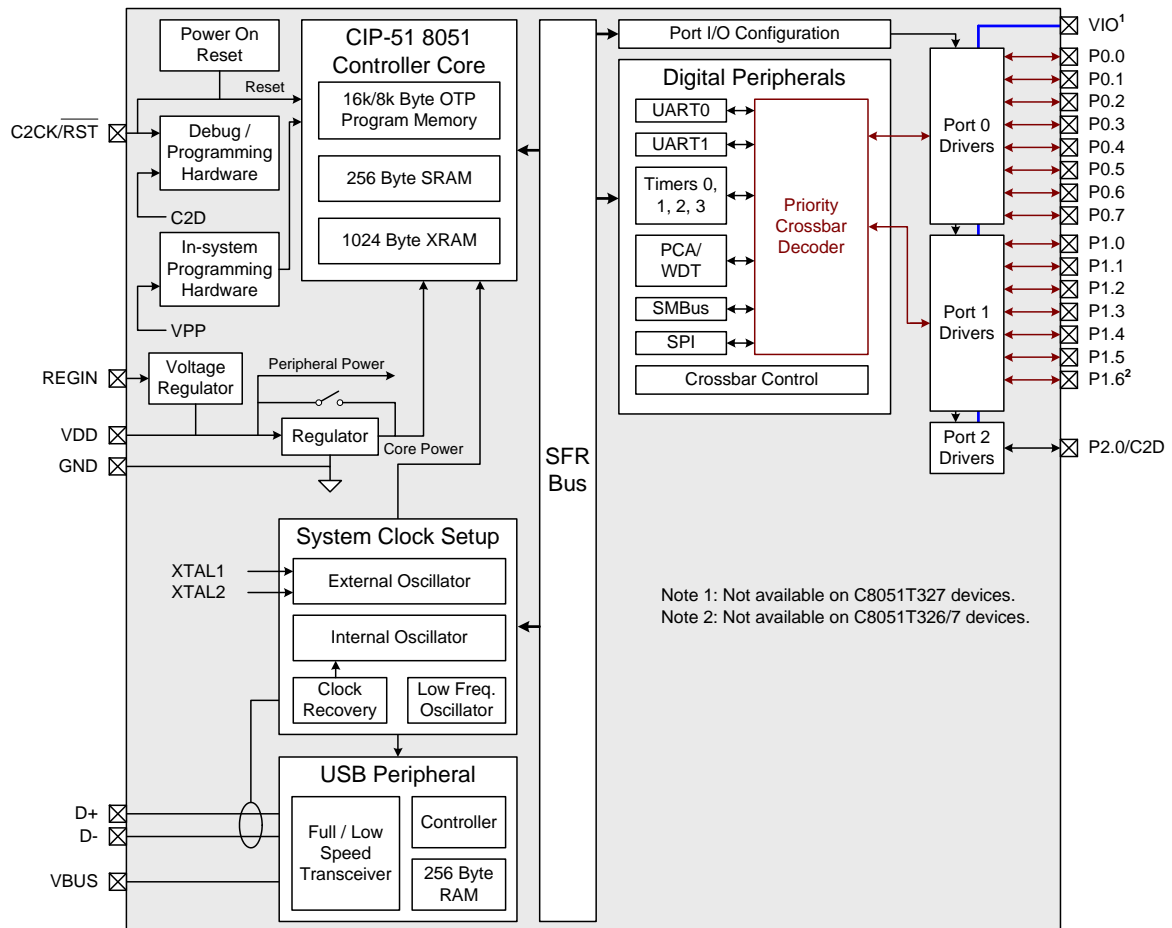 Power On
Reset
Reset
C2CK/RST
Debug /
Programming
Hardware
C2D
In-system
Programming
Hardware
VPP
CIP-51 8051
Controller Core
16k/8k Byte OTP
Program Memory
256 Byte SRAM
1024 Byte XRAM
REGIN
Voltage
Regulator
Peripheral Power
VDD
Regulator
Core Power
GND
System Clock Setup
XTAL1
XTAL2
External Oscillator
Internal Oscillator
Clock
Recovery
Low Freq.
Oscillator
USB Peripheral
D+
D-
VBUS
Full / Low
Speed
Transceiver
Controller
256 Byte
RAM
SFR
Bus
Port I/O Configuration
Digital Peripherals
UART0
UART1
Timers 0,
1, 2, 3
PCA/
WDT
SMBus
SPI
Priority
Crossbar
Decoder
Crossbar Control
Port 0
Drivers
Port 1
Drivers
Port 2
Drivers
VIO¹
P0.0
P0.1
P0.2
P0.3
P0.4
P0.5
P0.6
P0.7
P1.0
P1.1
P1.2
P1.3
P1.4
P1.5
P1.6²
P2.0/C2D
Note 1: Not available on C8051T327 devices.
Note 2: Not available on C8051T326/7 devices.